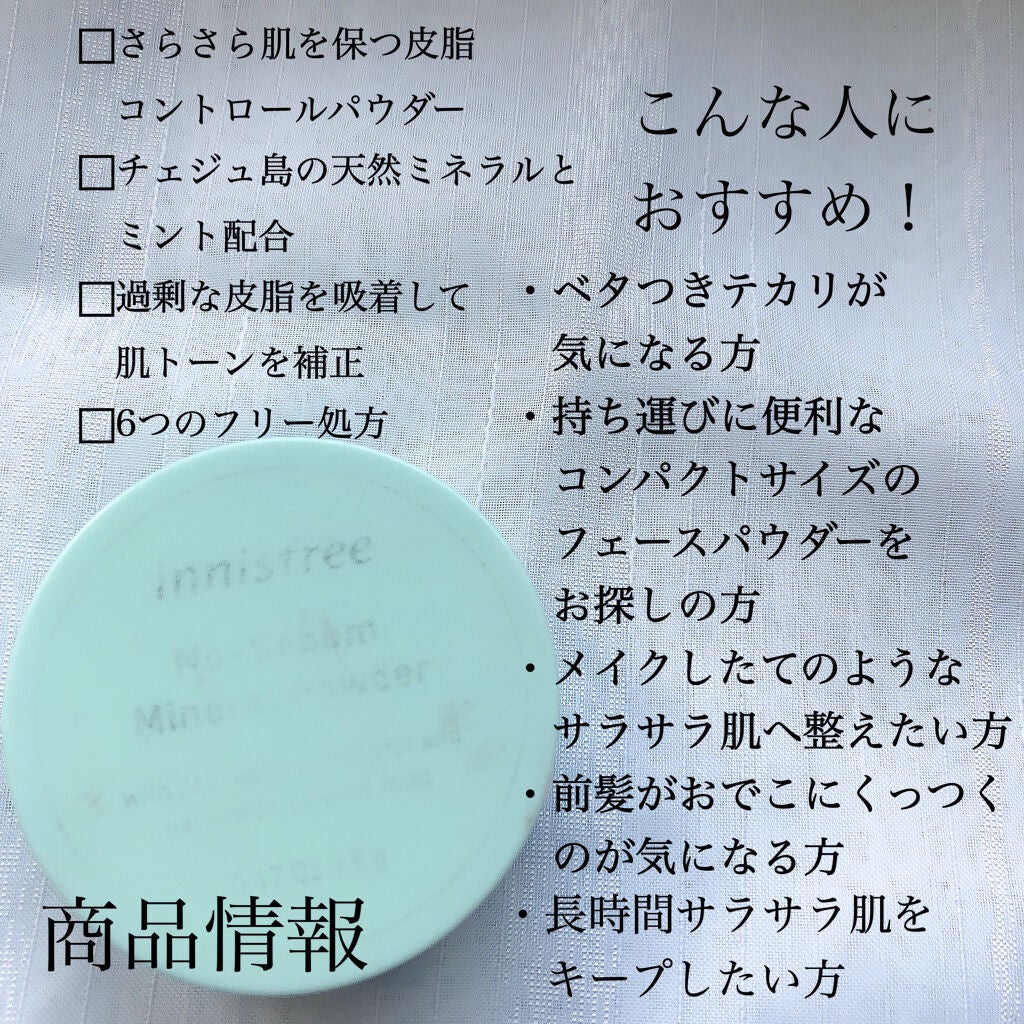 □さらさら肌を保つ皮脂
コントロールパウダー
□チェジュ島の天然ミネラルと
ミント配合
□過剰な皮脂を吸着して
肌トーンを補正
□6つのフリー処方
こんな人に
おすすめ！
・ベタつきテカリが
気になる方
・持ち運びに便利な
コンパクトサイズの
フェースパウダーを
お探しの方
・メイクしたてのような
サラサラ肌へ整えたい方
・前髪がおでこにくっつく
のが気になる方
・長時間サラサラ肌を
キープしたい方
innisfree
No-Sebum
Mineral Powder
商品情報